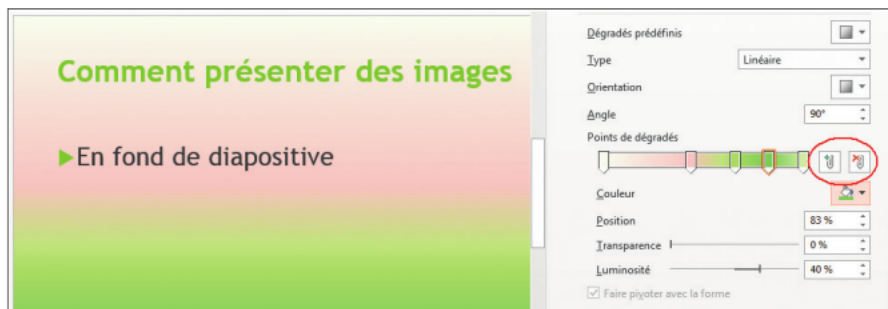 Comment présenter des images
▶En fond de diapositive
Dégradés prédéfinis
Type Linéaire
Orientation
Angle 90°
Points de dégradés
Couleur
Position 83 %
Transparence 0 %
Luminosité 40 %
Faire pivoter avec la forme